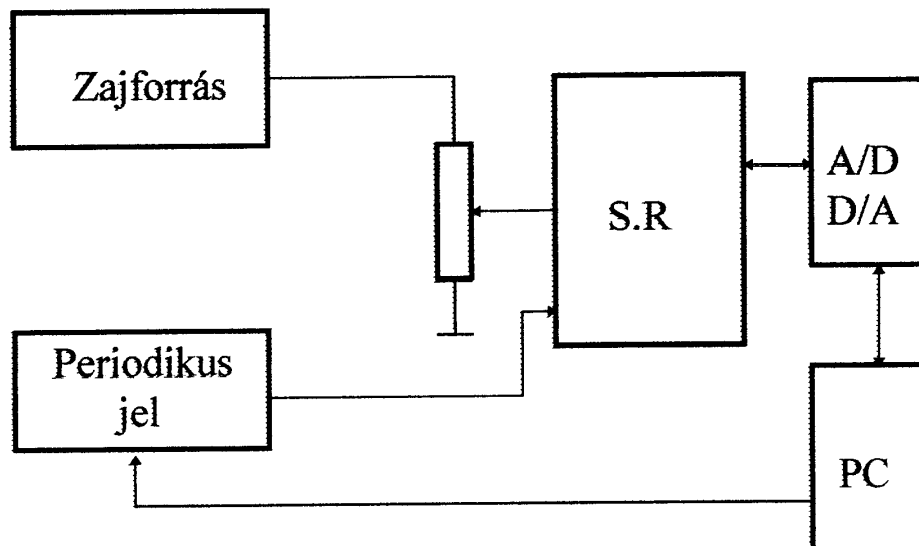 Zajforrás
S.R
A/D
D/A
Periodikus
jel
PC